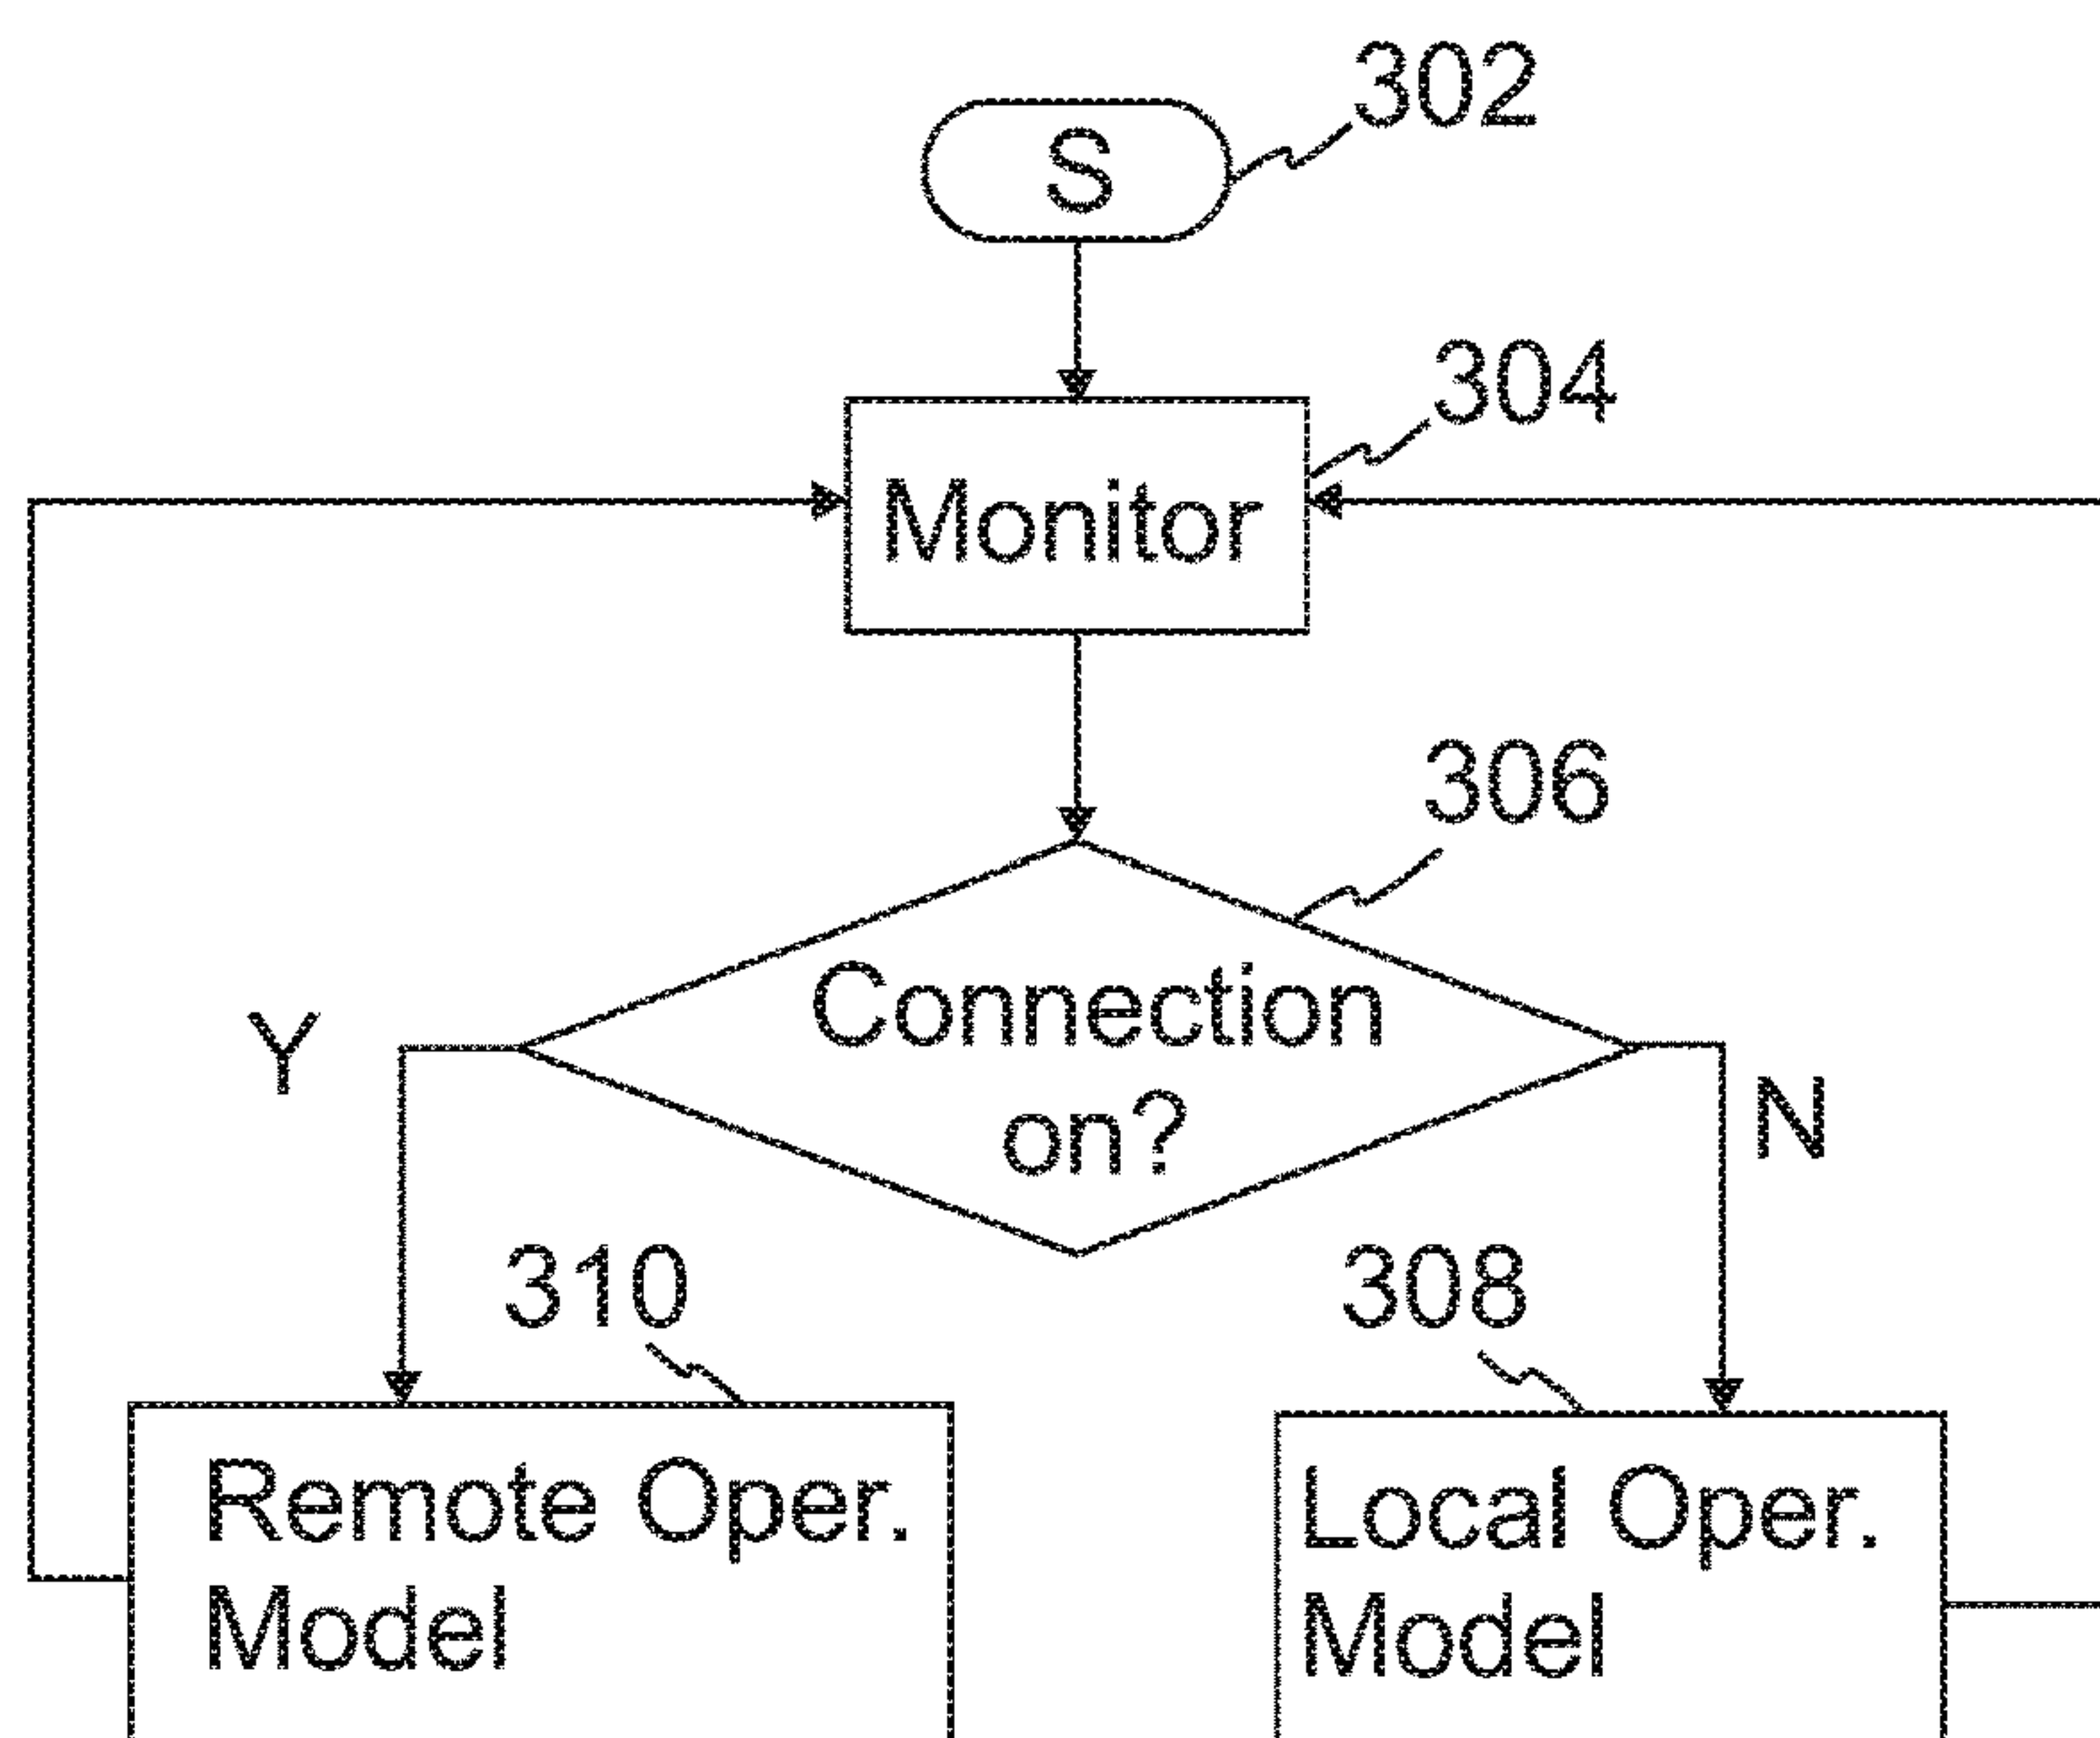 302
S
304
Monitor
306
Connection
on?
Y
N
310
308
Remote Oper.
Model
Local Oper.
Model